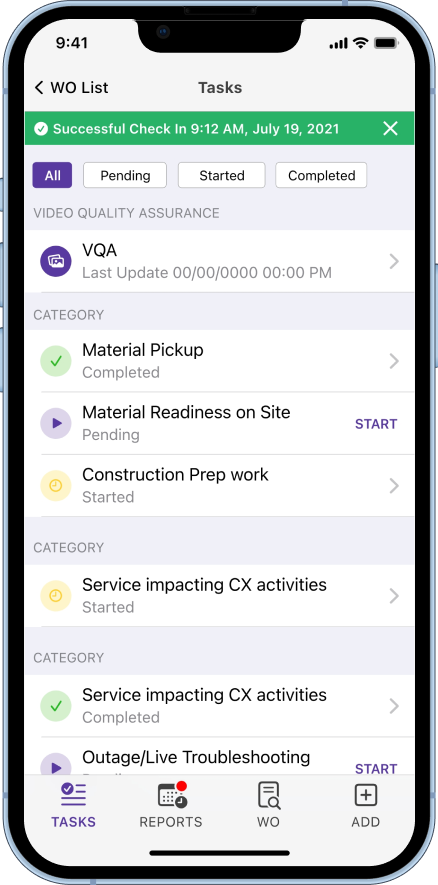 9:41
WO List
Tasks
Successful Check In 9:12 AM, July 19, 2021
All
Pending
Started
Completed
VIDEO QUALITY ASSURANCE
VQA
Last Update 00/00/0000 00:00 PM
CATEGORY
Material Pickup
Completed
Material Readiness on Site
Pending
START
Construction Prep work
Started
CATEGORY
Service impacting CX activities
Started
CATEGORY
Service impacting CX activities
Completed
Outage/Live Troubleshooting
START
TASKS
REPORTS
WO
ADD